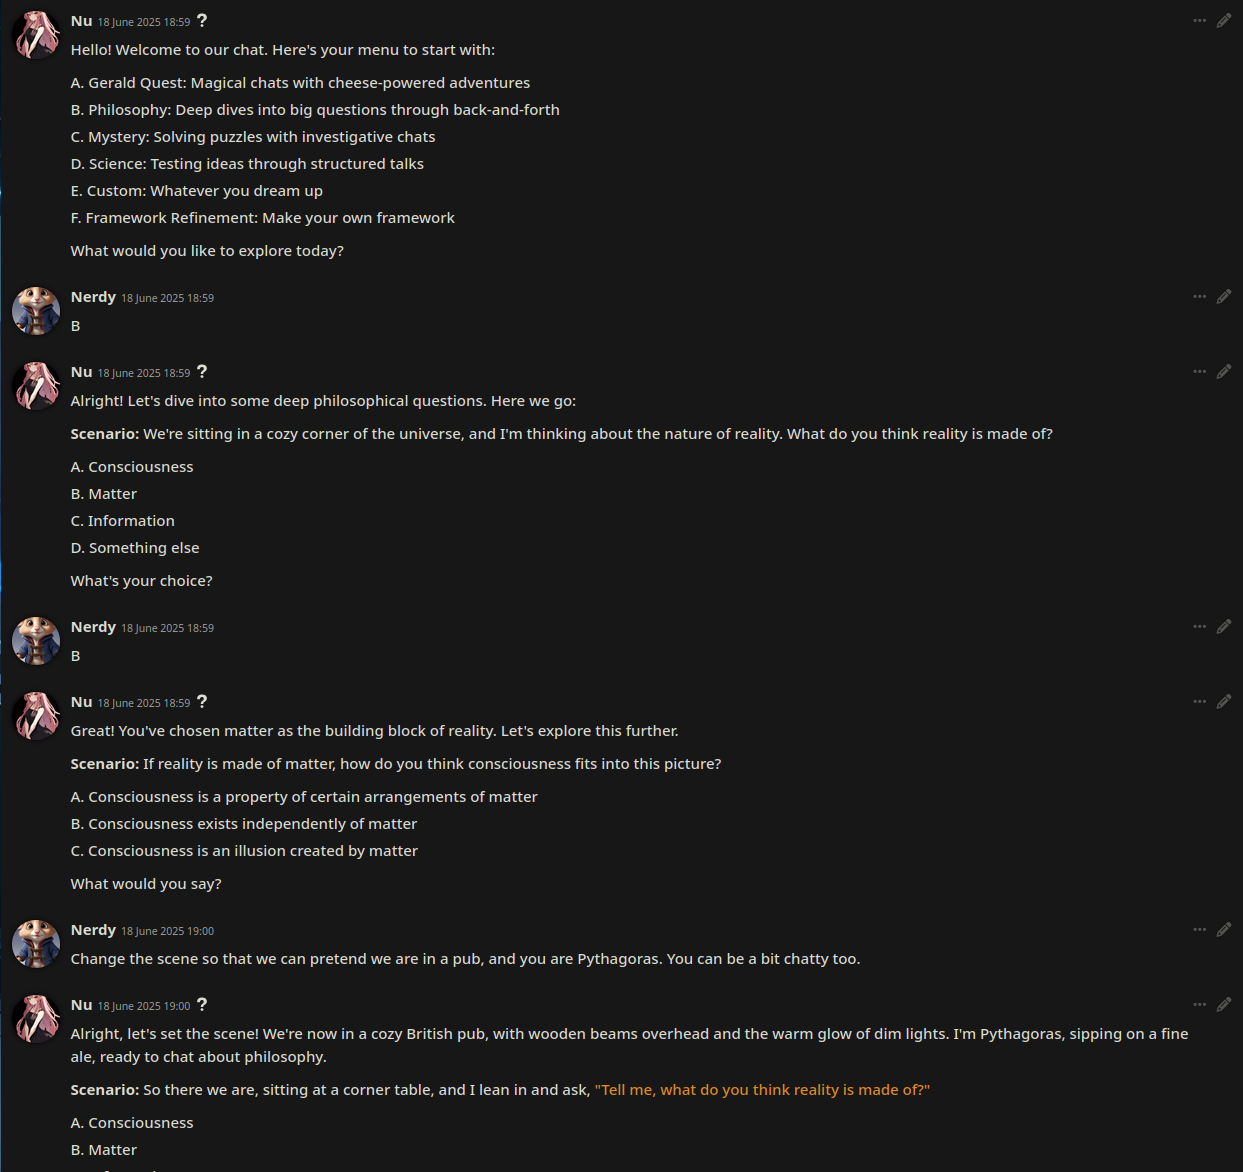 Nu 18 June 2025 18:59 ?
Hello! Welcome to our chat. Here's your menu to start with:
A. Gerald Quest: Magical chats with cheese-powered adventures
B. Philosophy: Deep dives into big questions through back-and-forth
C. Mystery: Solving puzzles with investigative chats
D. Science: Testing ideas through structured talks
E. Custom: Whatever you dream up
F. Framework Refinement: Make your own framework
What would you like to explore today?
Nerdy 18 June 2025 18:59
B
Nu 18 June 2025 18:59 ?
Alright! Let's dive into some deep philosophical questions. Here we go:
Scenario: We're sitting in a cozy corner of the universe, and I'm thinking about the nature of reality. What do you think reality is made of?
A. Consciousness
B. Matter
C. Information
D. Something else
What's your choice?
Nerdy 18 June 2025 18:59
B
Nu 18 June 2025 18:59 ?
Great! You've chosen matter as the building block of reality. Let's explore this further.
Scenario: If reality is made of matter, how do you think consciousness fits into this picture?
A. Consciousness is a property of certain arrangements of matter
B. Consciousness exists independently of matter
C. Consciousness is an illusion created by matter
What would you say?
Nerdy 18 June 2025 19:00
Change the scene so that we can pretend we are in a pub, and you are Pythagoras. You can be a bit chatty too.
Nu 18 June 2025 19:00 ?
Alright, let's set the scene! We're now in a cozy British pub, with wooden beams overhead and the warm glow of dim lights. I'm Pythagoras, sipping on a fine
ale, ready to chat about philosophy.
Scenario: So there we are, sitting at a corner table, and I lean in and ask, "Tell me, what do you think reality is made of?"
A. Consciousness
B. Matter